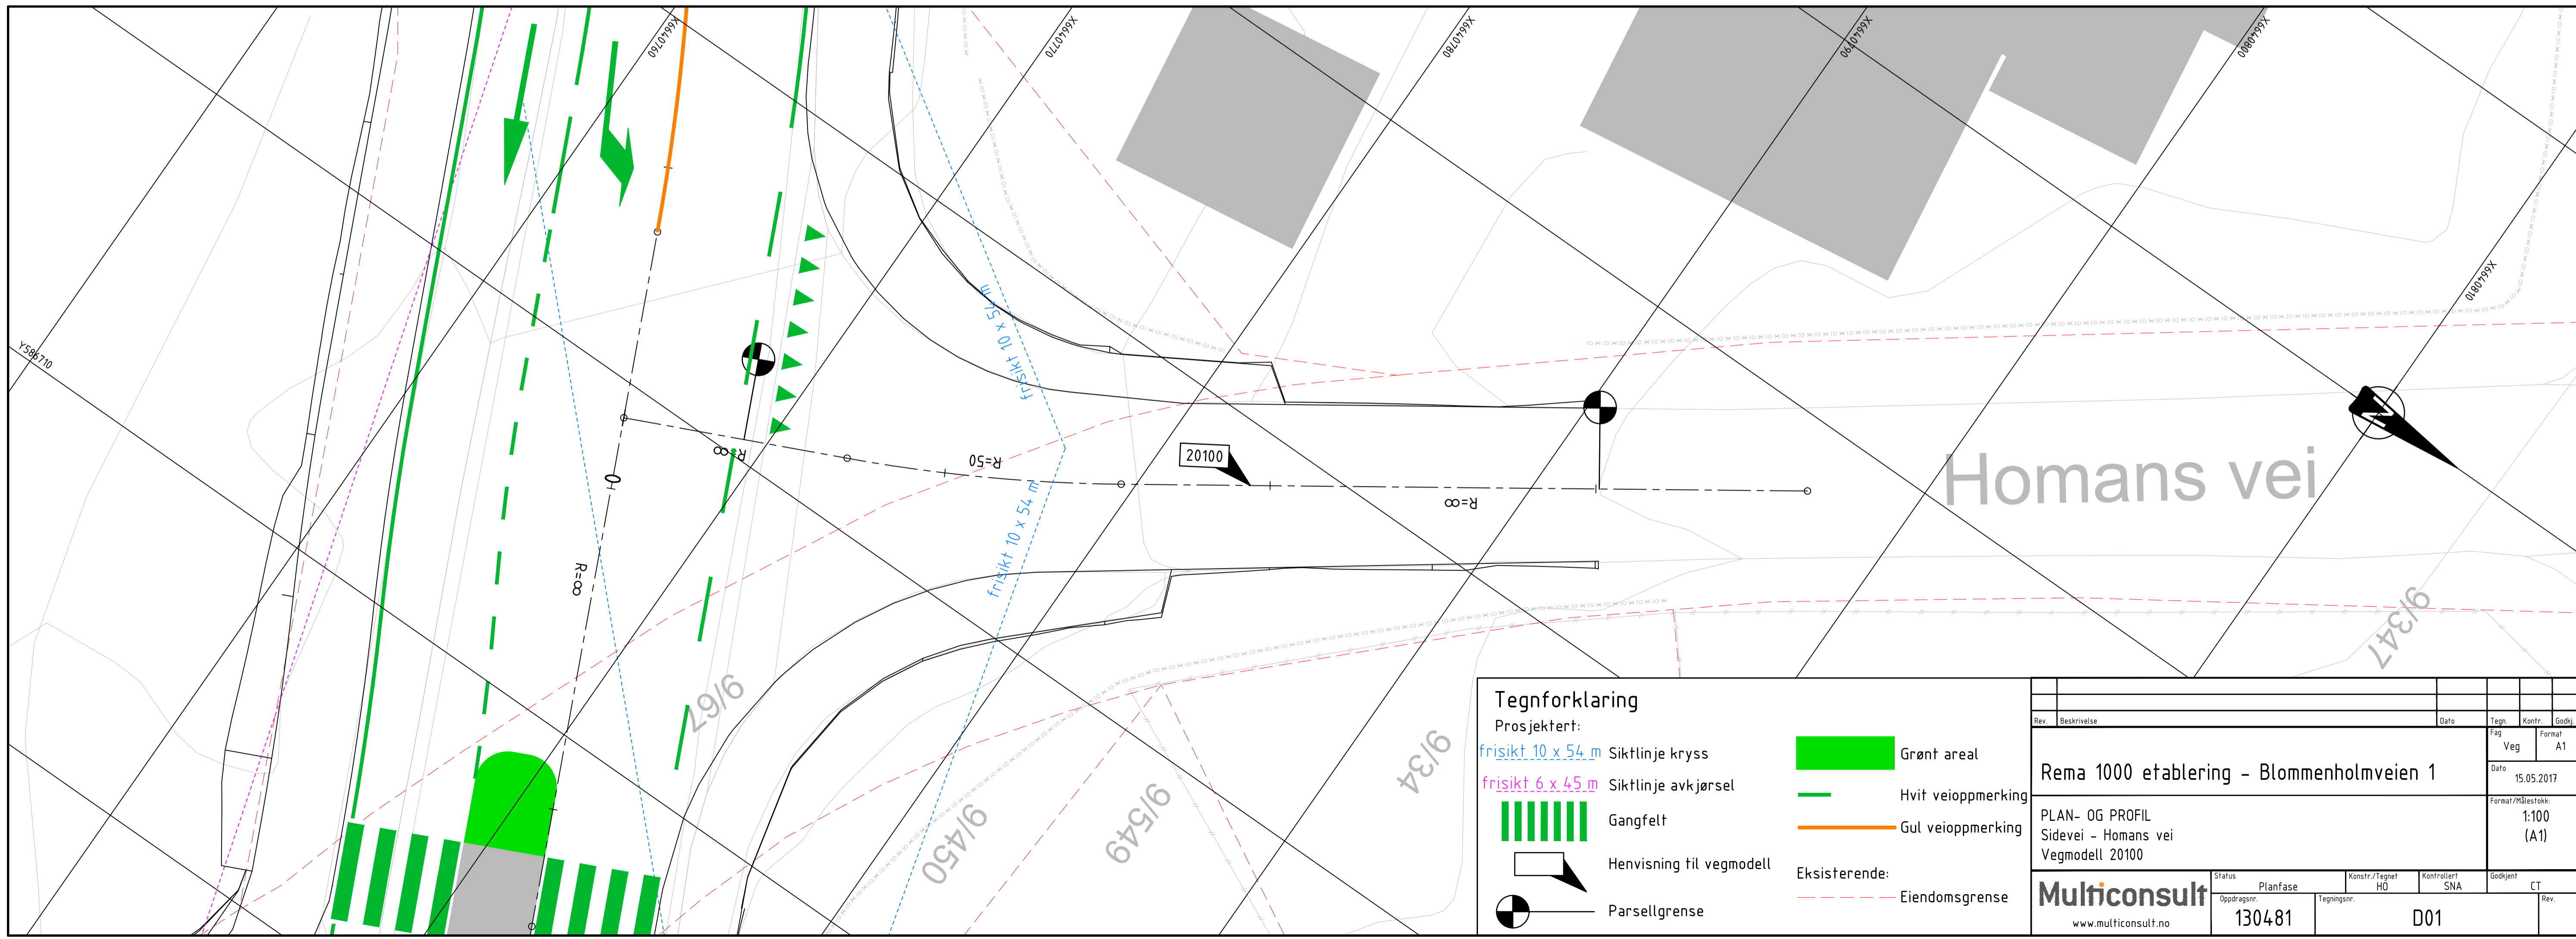 X6640760
X6640770
X6640780
X6640790
X6640800
X6640810
Y586710
frisikt 10 x 54 m
frisikt 10 x 54 m
R=∞
R=50
20100
R=∞
0
R=∞
Homans vei
N
9/67
9/450
9/549
9/34
9/347
Tegnforklaring
Prosjektert:
frisikt 10 x 54 m Siktlinje kryss
frisikt 6 x 45 m Siktlinje avkjørsel
Gangfelt
Henvisning til vegmodell
Parsellgrense
Grønt areal
Hvit veioppmerking
Gul veioppmerking
Eksisterende:
Eiendomsgrense
Rev. Beskrivelse Dato Tegn. Kontr. Godkj.
Rema 1000 etablering - Blommenholmveien 1
Fag
Veg
Format
A1
Dato
15.05.2017
PLAN- OG PROFIL
Sidevei - Homans vei
Vegmodell 20100
Format/Målestokk:
1:100
(A1)
Multiconsult
www.multiconsult.no
Status
Planfase
Konstr./Tegnet
HO
Kontrollert
SNA
Godkjent
CT
Oppdragsnr.
130481
Tegningsnr.
D01
Rev.